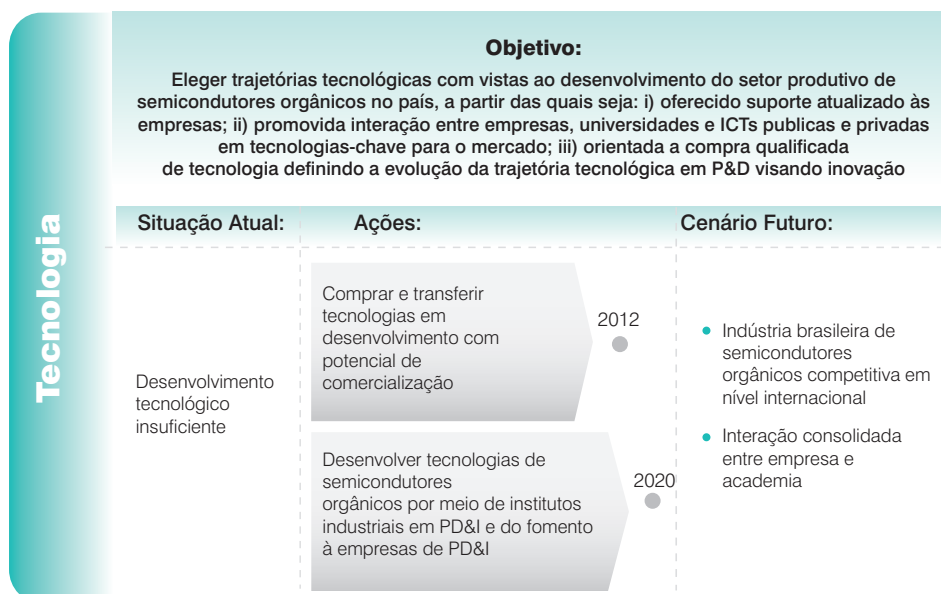 Tecnologia
Objetivo:
Eleger trajetórias tecnológicas com vistas ao desenvolvimento do setor produtivo de
semicondutores orgânicos no país, a partir das quais seja: i) oferecido suporte atualizado às
empresas; ii) promovida interação entre empresas, universidades e ICTs publicas e privadas
em tecnologias-chave para o mercado; iii) orientada a compra qualificada
de tecnologia definindo a evolução da trajetória tecnológica em P&D visando inovação
Situação Atual:
Ações:
Cenário Futuro:
Desenvolvimento
tecnológico
insuficiente
Comprar e transferir
tecnologias em
desenvolvimento com
potencial de
comercialização
2012
Desenvolver tecnologias de
semicondutores
orgânicos por meio de institutos
industriais em PD&I e do fomento
à empresas de PD&I
2020
• Indústria brasileira de
semicondutores
orgânicos competitiva em
nível internacional
• Interação consolidada
entre empresa e
academia